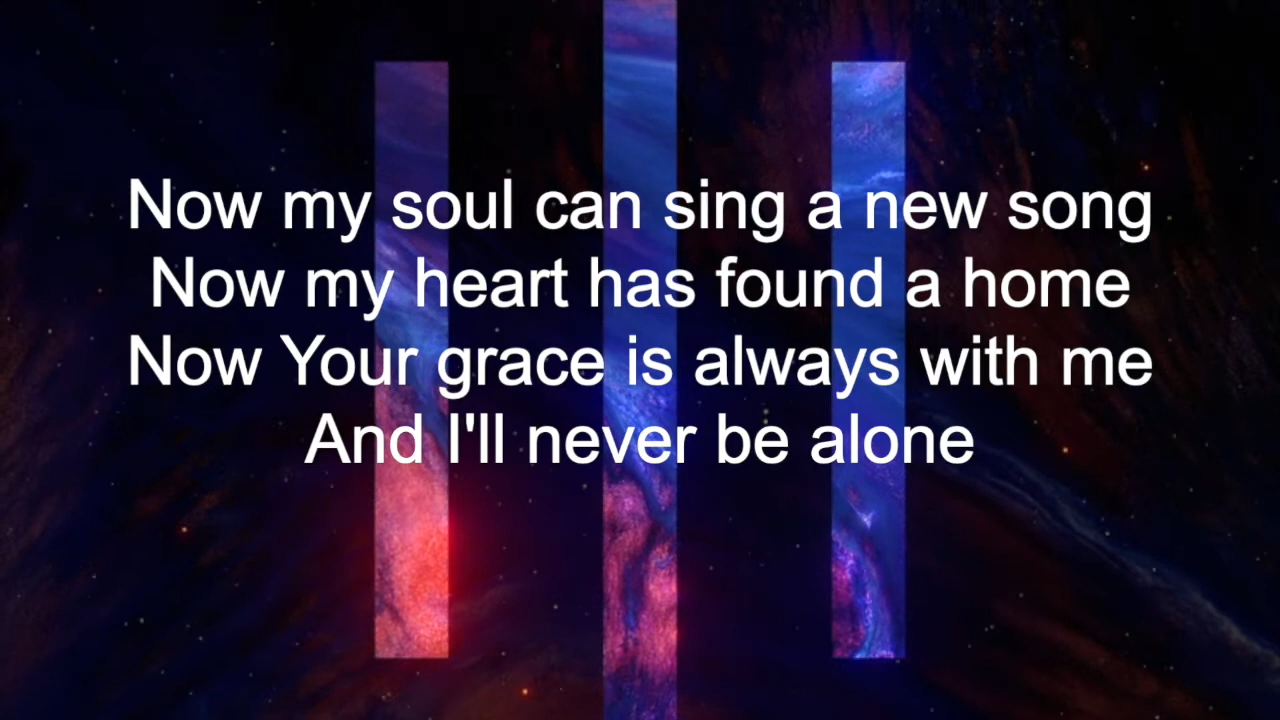 Now my soul can sing a new song
Now my heart has found a home
Now Your grace is always with me
And I'll never be alone